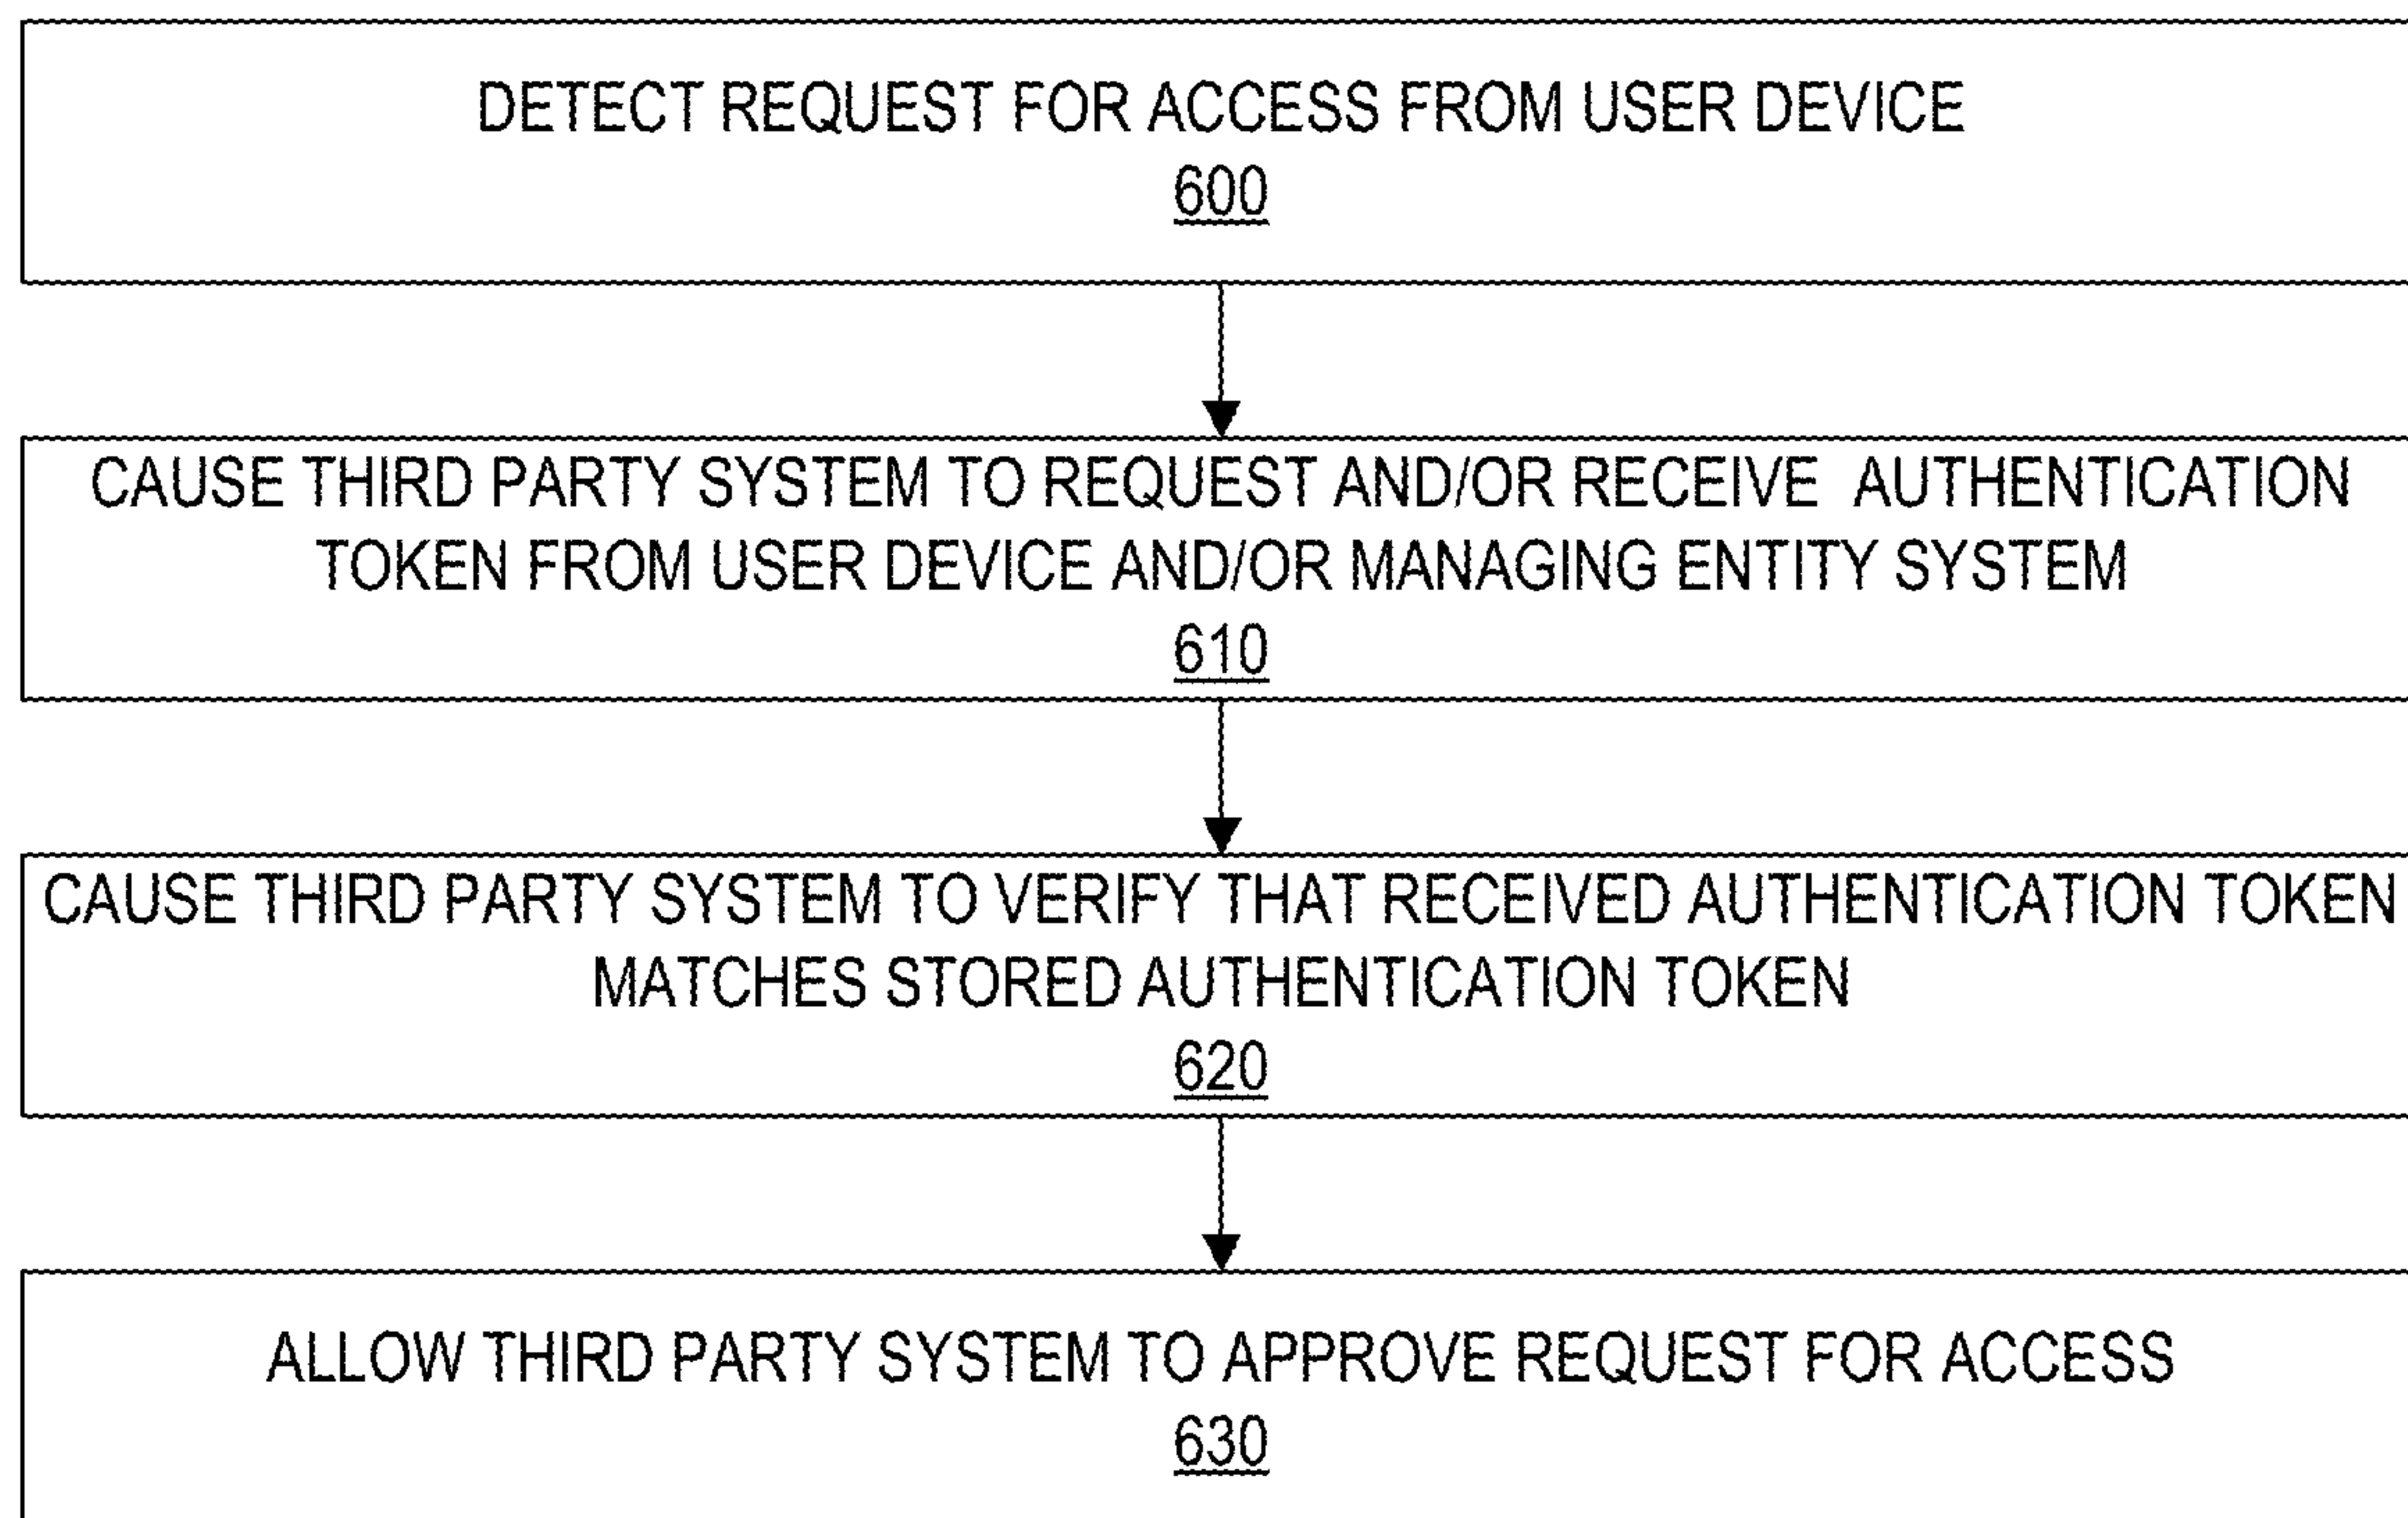 DETECT REQUEST FOR ACCESS FROM USER DEVICE
600
CAUSE THIRD PARTY SYSTEM TO REQUEST AND/OR RECEIVE AUTHENTICATION
TOKEN FROM USER DEVICE AND/OR MANAGING ENTITY SYSTEM
610
CAUSE THIRD PARTY SYSTEM TO VERIFY THAT RECEIVED AUTHENTICATION TOKEN
MATCHES STORED AUTHENTICATION TOKEN
620
ALLOW THIRD PARTY SYSTEM TO APPROVE REQUEST FOR ACCESS
630